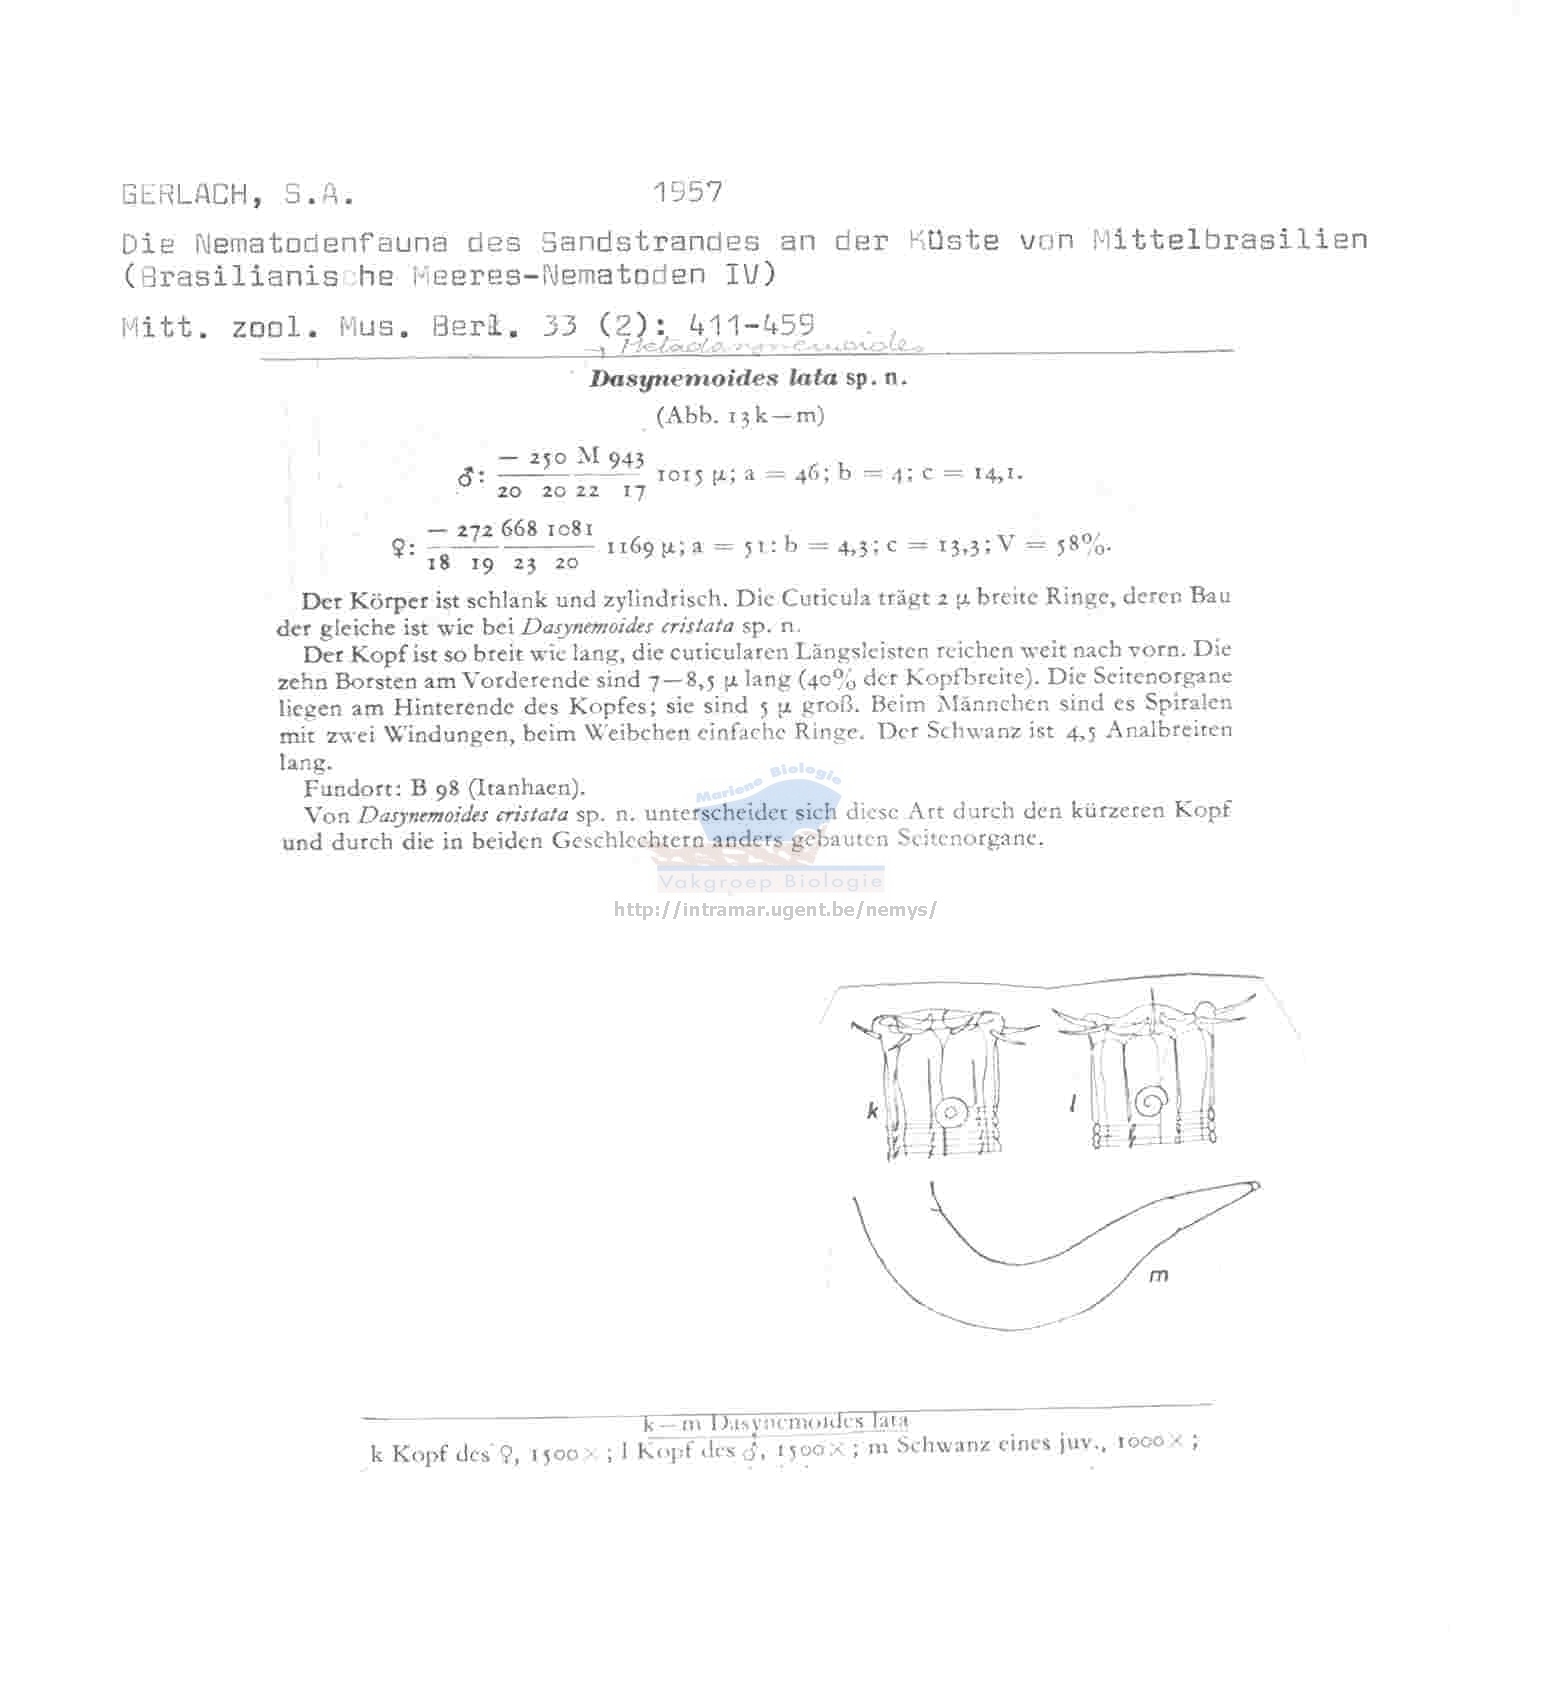 GERLACH, S.A. 1957
Die Nematodenfauna des Sandstrandes an der Küste von Mittelbrasilien
(Brasilianische Meeres-Nematoden IV)
Mitt. zool. Mus. Berl. 33 (2): 411-459
→ Metadasynemoides
Dasynemoides lata sp. n.
(Abb. 13 k—m)
— 250 M 943
♂: 1015 µ; a = 46; b = 4; c = 14,1.
20 20 22 17
— 272 668 1081
♀: 1169 µ; a = 51: b = 4,3; c = 13,3; V = 58%.
18 19 23 20
Der Körper ist schlank und zylindrisch. Die Cuticula trägt 2 µ breite Ringe, deren Bau
der gleiche ist wie bei Dasynemoides cristata sp. n.
Der Kopf ist so breit wie lang, die cuticularen Längsleisten reichen weit nach vorn. Die
zehn Borsten am Vorderende sind 7—8,5 µ lang (40% der Kopfbreite). Die Seitenorgane
liegen am Hinterende des Kopfes; sie sind 5 µ groß. Beim Männchen sind es Spiralen
mit zwei Windungen, beim Weibchen einfache Ringe. Der Schwanz ist 4,5 Analbreiten
lang.
Fundort: B 98 (Itanhaen).
Von Dasynemoides cristata sp. n. unterscheidet sich diese Art durch den kürzeren Kopf
und durch die in beiden Geschlechtern anders gebauten Seitenorgane.
Mariene Biologie
Vakgroep Biologie
http://intramar.ugent.be/nemys/
k
l
m
k—m Dasynemoides lata
k Kopf des ♀, 1500×; l Kopf des ♂, 1500×; m Schwanz eines juv., 1000×;